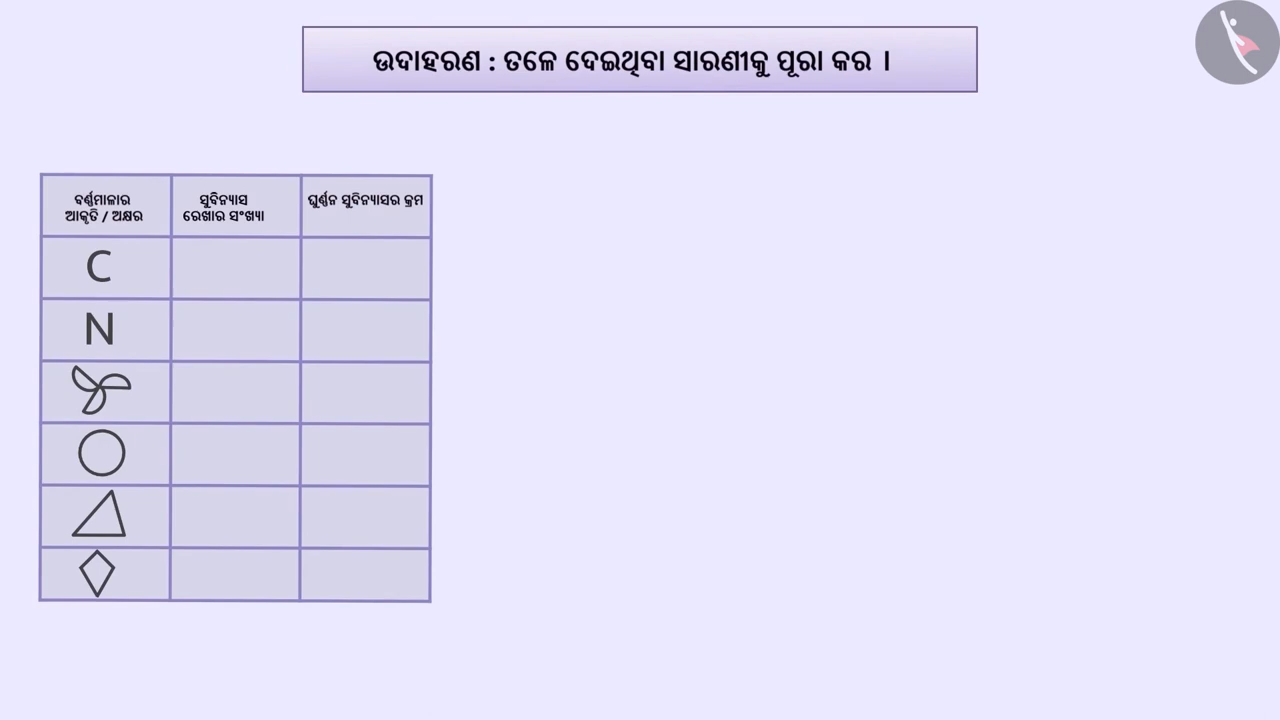 ଉଦାହରଣ : ତଳେ ଦେଇଥିବା ସାରଣୀକୁ ପୂରା କର ।
ବର୍ଣ୍ଣମାଳାର
ଆକୃତି / ଅକ୍ଷର
ସୁବିନ୍ୟାସ
ରେଖାର ସଂଖ୍ୟା
ଘୁର୍ଣ୍ଣନ ସୁବିନ୍ୟାସର କ୍ରମ
C
N